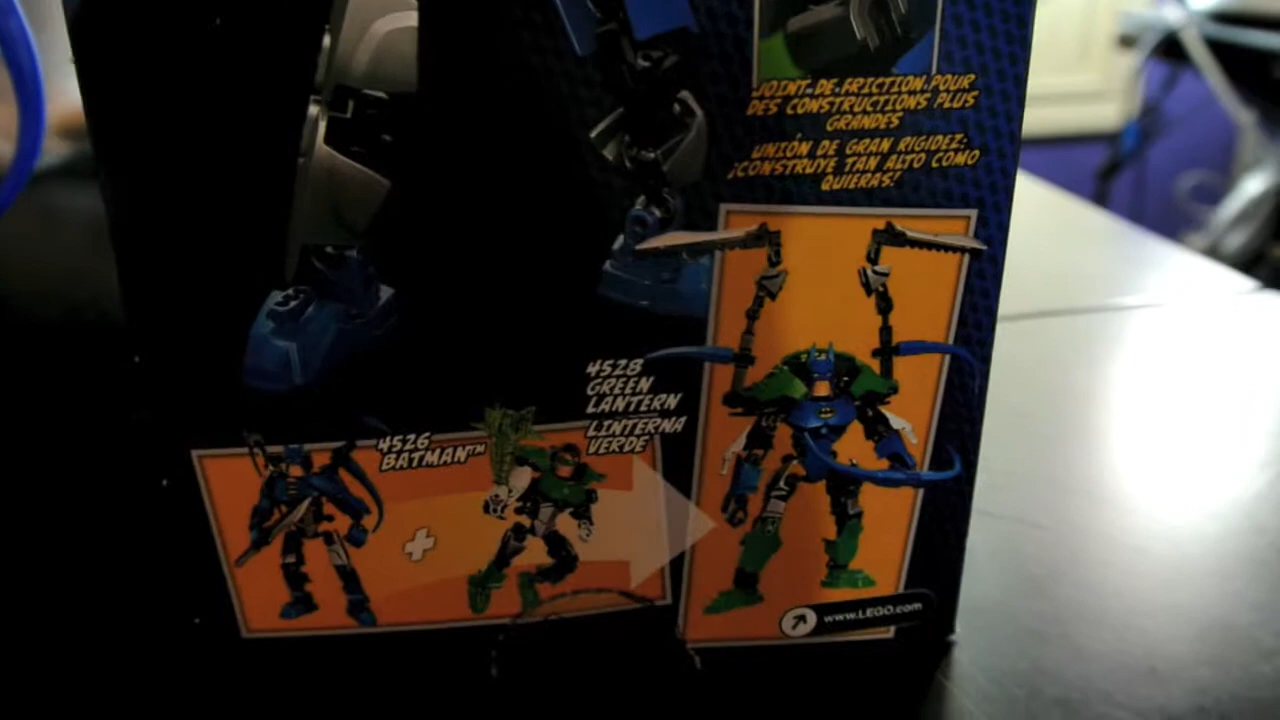 JOINT DE FRICTION POUR
DES CONSTRUCTIONS PLUS
GRANDES
UNIÓN DE GRAN RIGIDEZ:
¡CONSTRUYE TAN ALTO COMO
QUIERAS!
4528
GREEN
LANTERN
LINTERNA
VERDE
4526
BATMAN™
www.LEGO.com